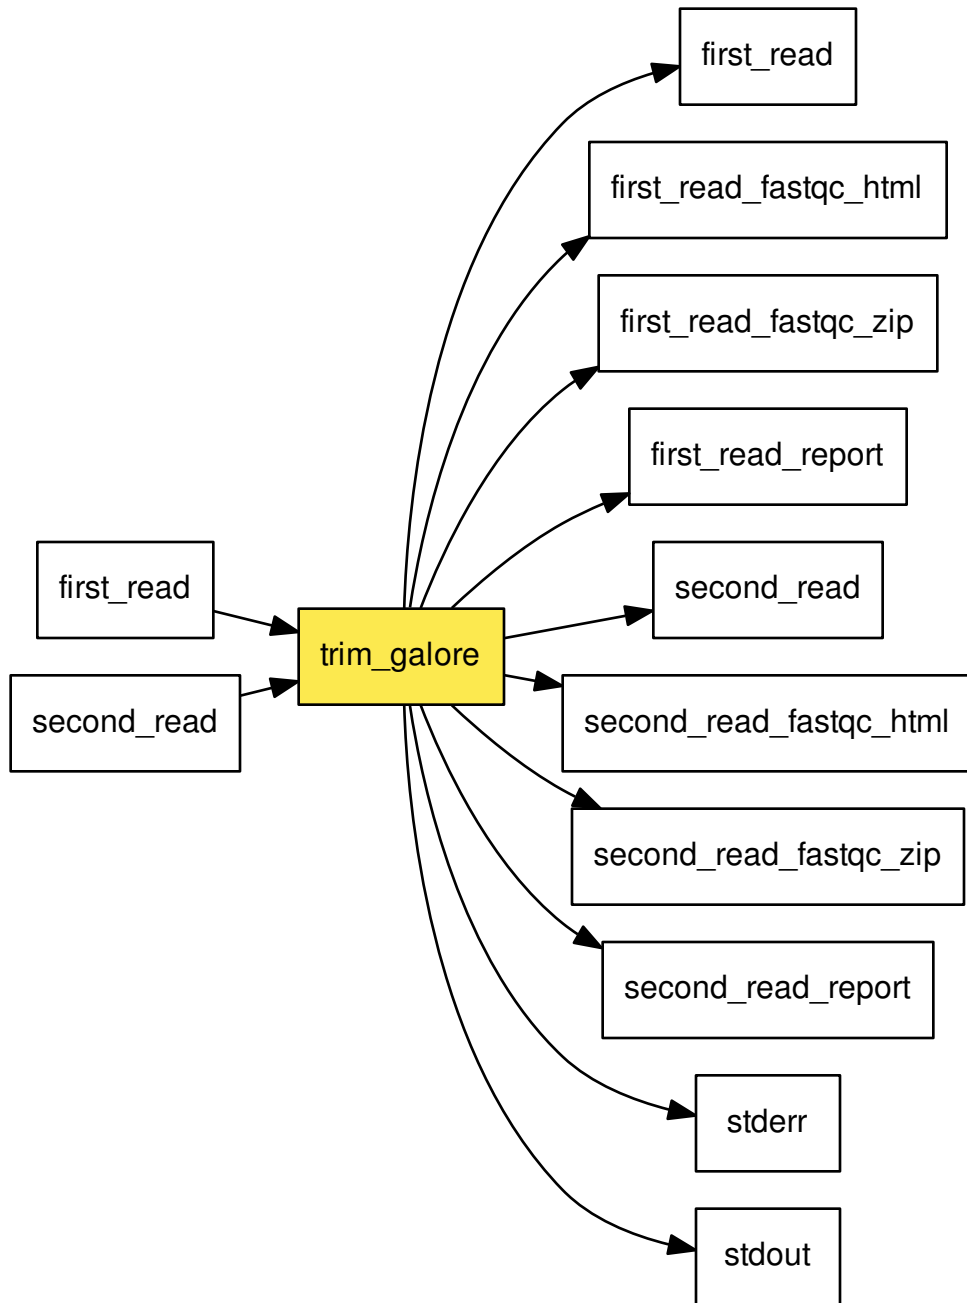 first_read
first_read_fastqc_html
first_read_fastqc_zip
first_read_report
first_read
second_read
trim_galore
second_read
second_read_fastqc_html
second_read_fastqc_zip
second_read_report
stderr
stdout